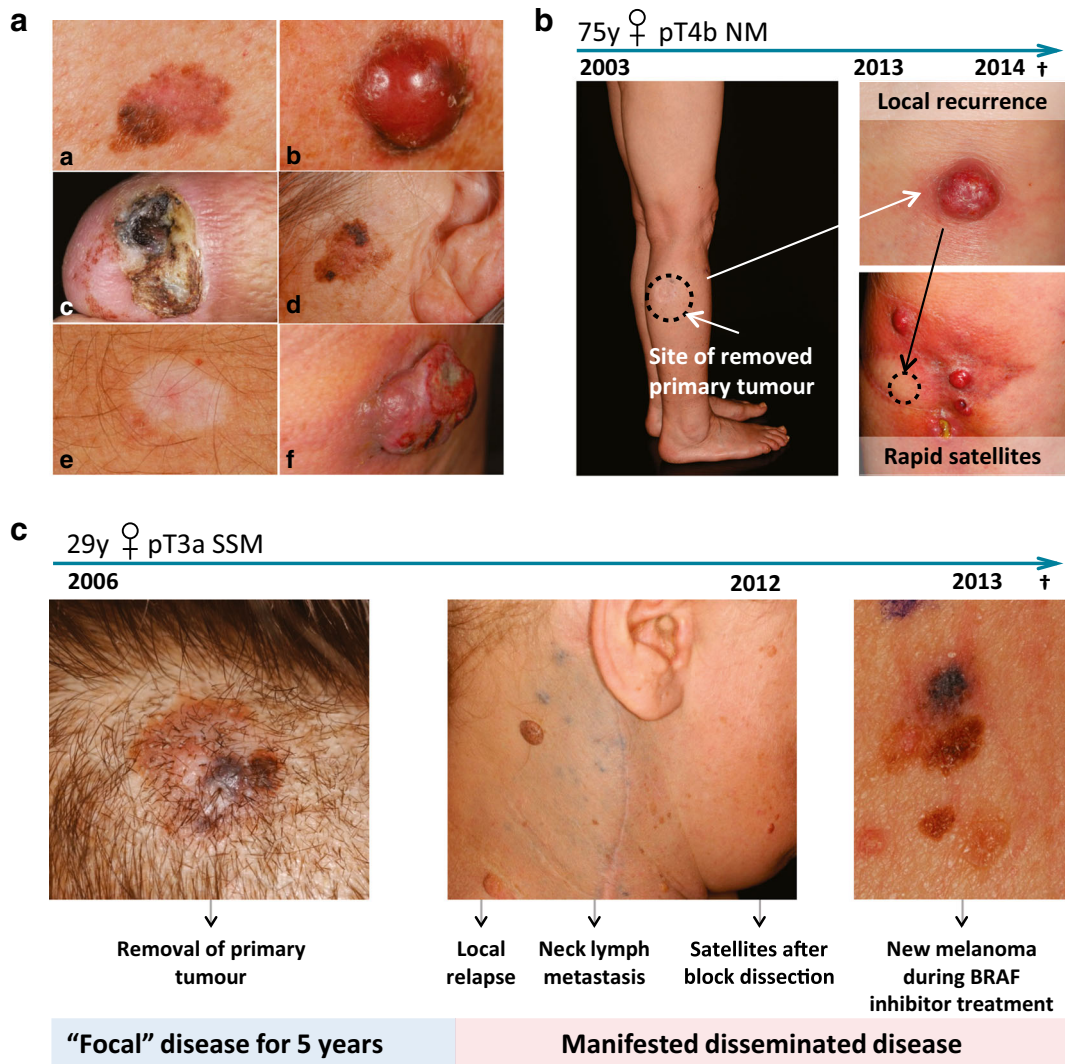 a
a
b
c
d
e
f
b
75y ♀ pT4b NM
2003
2013
2014 †
Local recurrence
Site of removed
primary tumour
Rapid satellites
c
29y ♀ pT3a SSM
2006
2012
2013
†
Removal of primary
tumour
Local
relapse
Neck lymph
metastasis
Satellites after
block dissection
New melanoma
during BRAF
inhibitor treatment
“Focal” disease for 5 years
Manifested disseminated disease